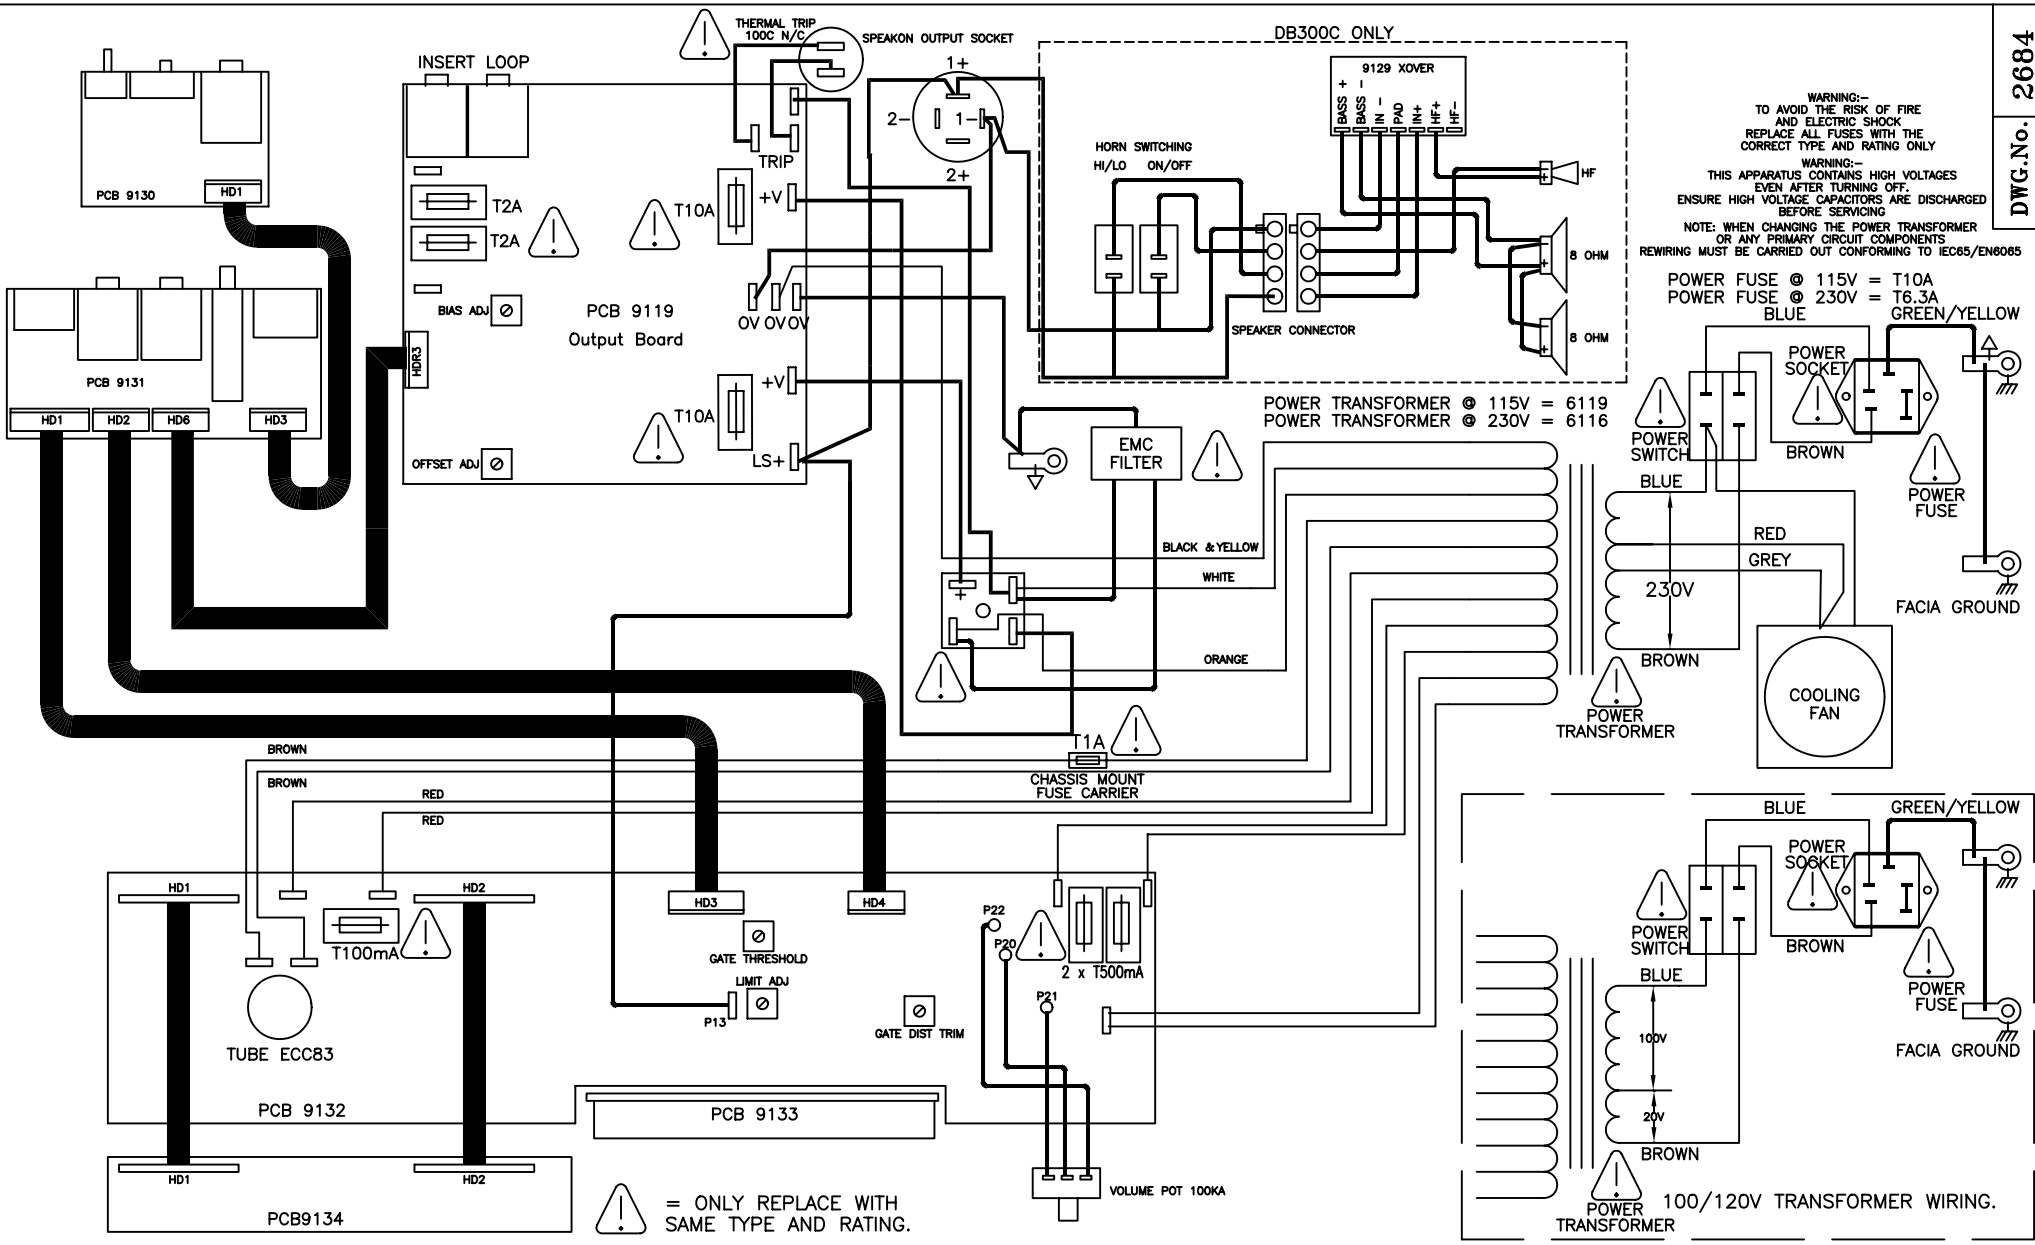 DWG.No. 2684
THERMAL TRIP
100C N/C
SPEAKON OUTPUT SOCKET
INSERT LOOP
1+
2-
1-
2+
TRIP
DB300C ONLY
9129 XOVER
BASS +
BASS -
IN -
PAD
IN+
HF+
HF-
HORN SWITCHING
HI/LO ON/OFF
HF
8 OHM
8 OHM
SPEAKER CONNECTOR
WARNING:-
TO AVOID THE RISK OF FIRE
AND ELECTRIC SHOCK
REPLACE ALL FUSES WITH THE
CORRECT TYPE AND RATING ONLY
WARNING:-
THIS APPARATUS CONTAINS HIGH VOLTAGES
EVEN AFTER TURNING OFF.
ENSURE HIGH VOLTAGE CAPACITORS ARE DISCHARGED
BEFORE SERVICING
NOTE: WHEN CHANGING THE POWER TRANSFORMER
OR ANY PRIMARY CIRCUIT COMPONENTS
REWIRING MUST BE CARRIED OUT CONFORMING TO IEC65/EN6065
POWER FUSE @ 115V = T10A
POWER FUSE @ 230V = T6.3A
PCB 9130
HD1
T2A
T2A
T10A
+V
BIAS ADJ
PCB 9119
Output Board
0V 0V 0V
HDR3
+V
T10A
LS+
OFFSET ADJ
PCB 9131
HD1
HD2
HD6
HD3
EMC
FILTER
POWER TRANSFORMER @ 115V = 6119
POWER TRANSFORMER @ 230V = 6116
BLUE
GREEN/YELLOW
POWER
SOCKET
POWER
SWITCH
BROWN
POWER
FUSE
BLUE
RED
GREY
230V
BROWN
FACIA GROUND
COOLING
FAN
POWER
TRANSFORMER
BLACK & YELLOW
WHITE
+
ORANGE
T1A
CHASSIS MOUNT
FUSE CARRIER
BROWN
BROWN
RED
RED
HD1
HD2
HD3
HD4
T100mA
TUBE ECC83
GATE THRESHOLD
LIMIT ADJ
P13
GATE DIST TRIM
P22
P20
P21
2 x T500mA
PCB 9132
PCB 9133
HD1
HD2
PCB9134
VOLUME POT 100KA
= ONLY REPLACE WITH
SAME TYPE AND RATING.
BLUE
GREEN/YELLOW
POWER
SOCKET
POWER
SWITCH
BROWN
POWER
FUSE
BLUE
100V
20V
BROWN
FACIA GROUND
POWER
TRANSFORMER
100/120V TRANSFORMER WIRING.